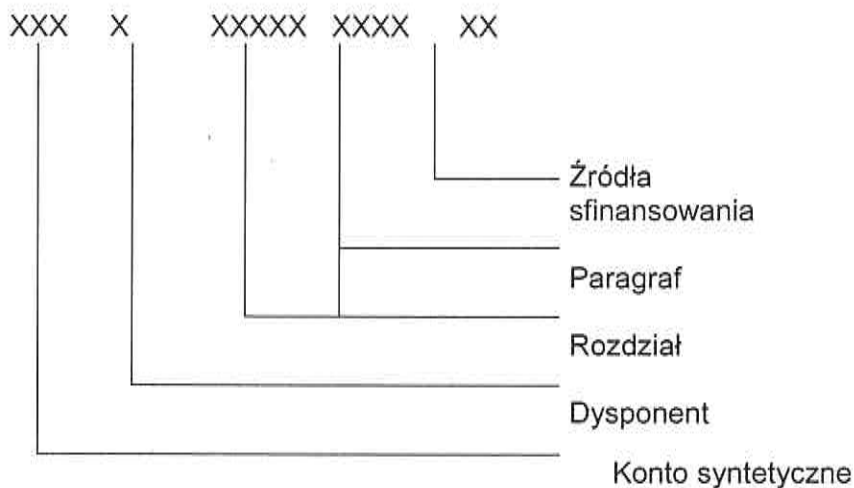 XXX X XXXXX XXXX XX
Źródła
sfinansowania
Paragraf
Rozdział
Dysponent
Konto syntetyczne